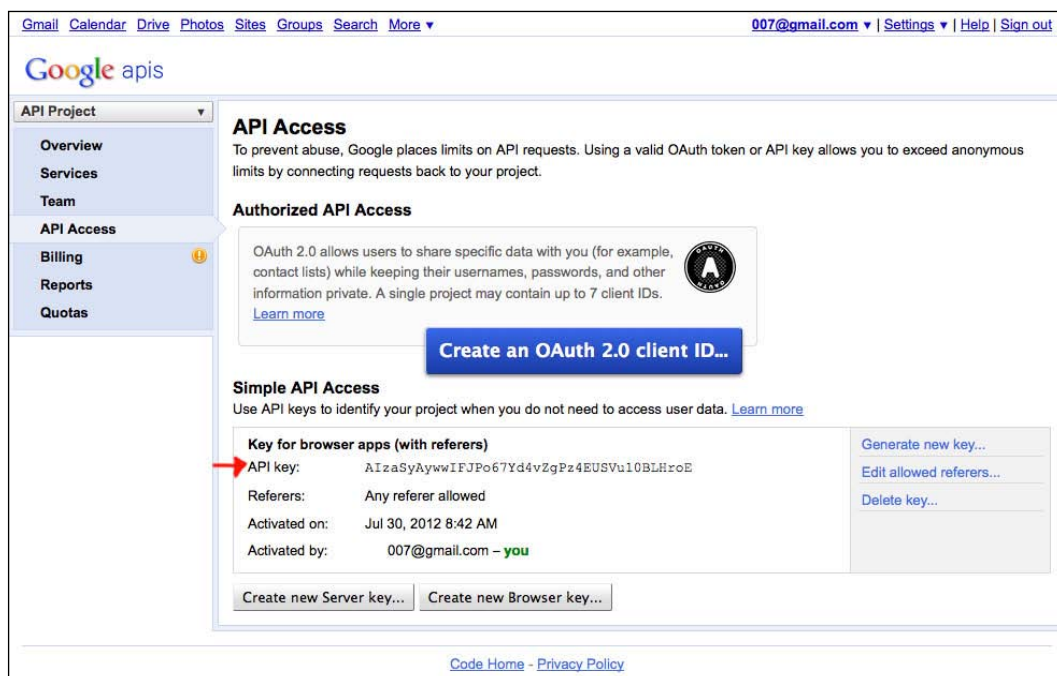 Gmail Calendar Drive Photos Sites Groups Search More ▼ 007@gmail.com ▼ | Settings ▼ | Help | Sign out
Google apis
API Project ▼
Overview
Services
Team
API Access
Billing
Reports
Quotas
API Access
To prevent abuse, Google places limits on API requests. Using a valid OAuth token or API key allows you to exceed anonymous
limits by connecting requests back to your project.
Authorized API Access
OAuth 2.0 allows users to share specific data with you (for example,
contact lists) while keeping their usernames, passwords, and other
information private. A single project may contain up to 7 client IDs.
Learn more
OAUTH
A
OAUTH
Create an OAuth 2.0 client ID...
Simple API Access
Use API keys to identify your project when you do not need to access user data. Learn more
Key for browser apps (with referers)
API key: AIzaSyAywwIFJPo67Yd4vZgPz4EUSVu10BLHroE
Referers: Any referer allowed
Activated on: Jul 30, 2012 8:42 AM
Activated by: 007@gmail.com – you
Generate new key...
Edit allowed referers...
Delete key...
Create new Server key... Create new Browser key...
Code Home - Privacy Policy